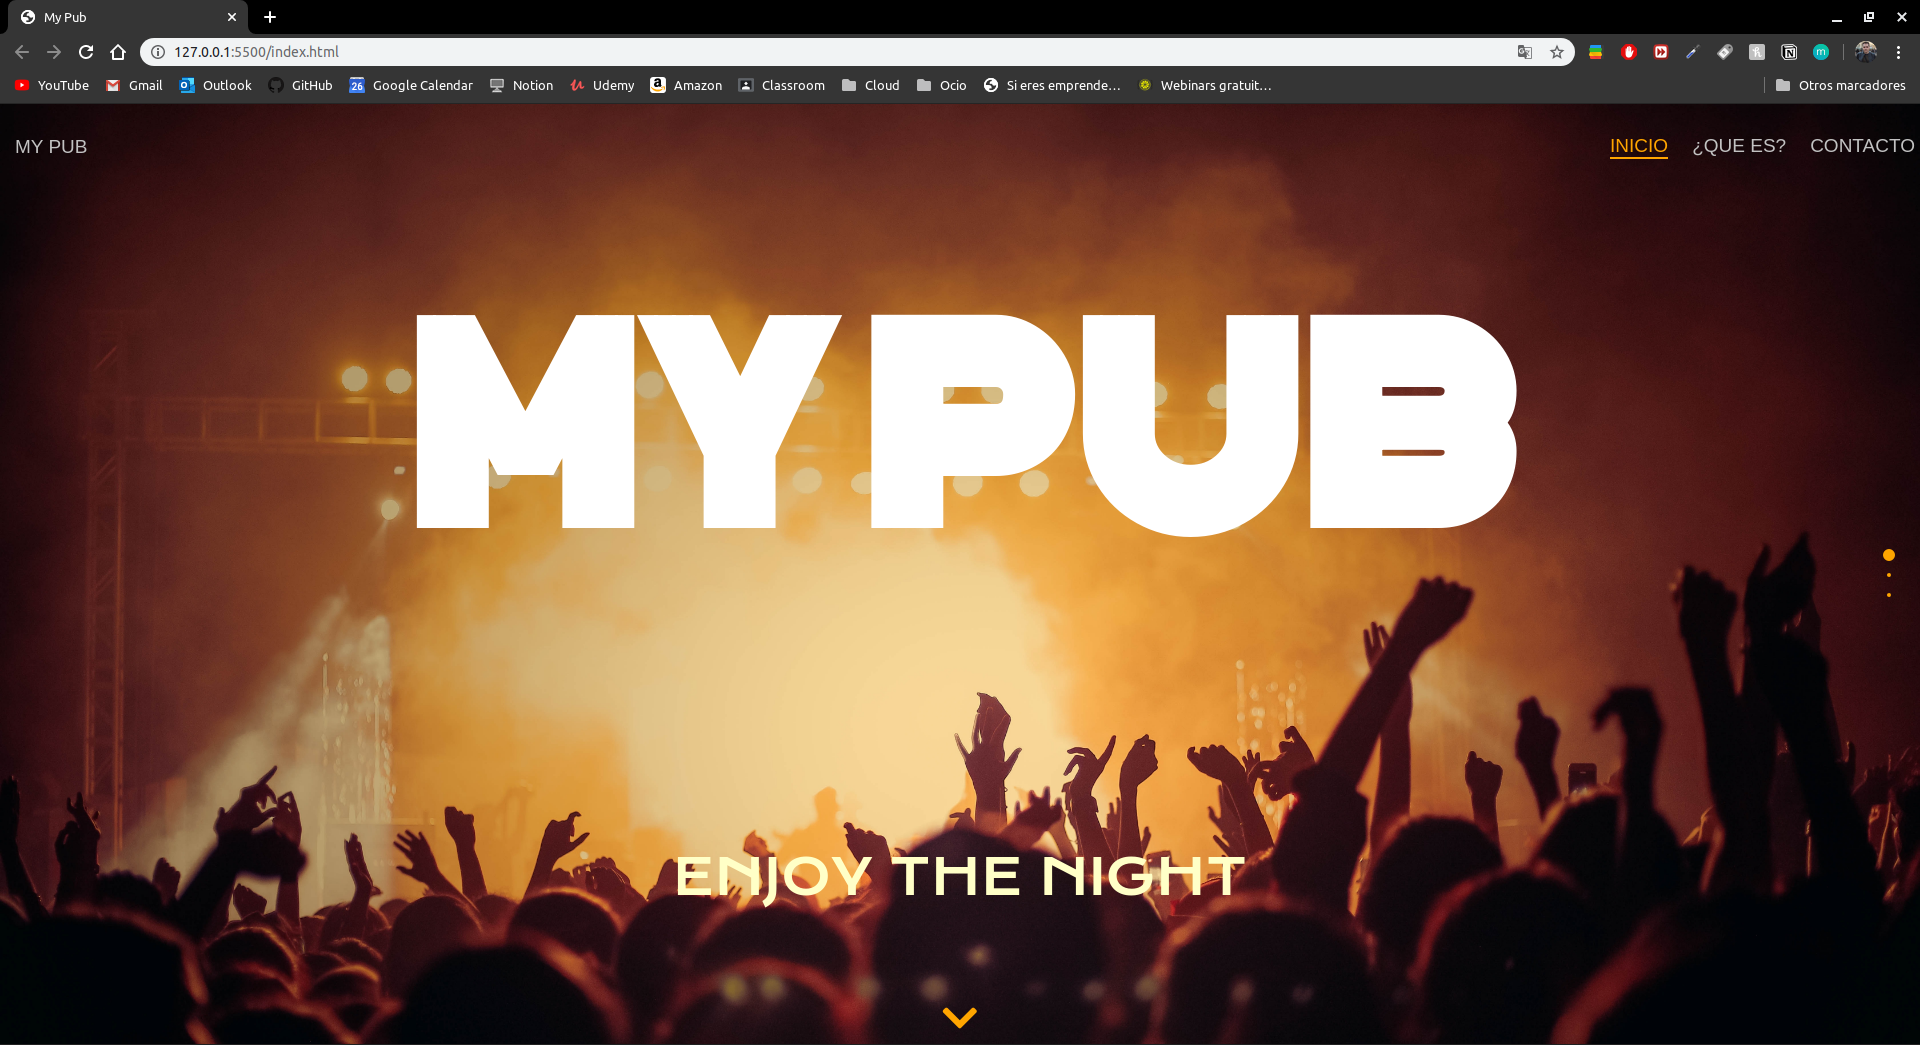 My Pub
127.0.0.1:5500/index.html
YouTube Gmail Outlook GitHub 26 Google Calendar Notion Udemy Amazon Classroom Cloud Ocio Si eres emprende... Webinars gratuit... Otros marcadores
MY PUB INICIO ¿QUE ES? CONTACTO
MY PUB
ENJOY THE NIGHT